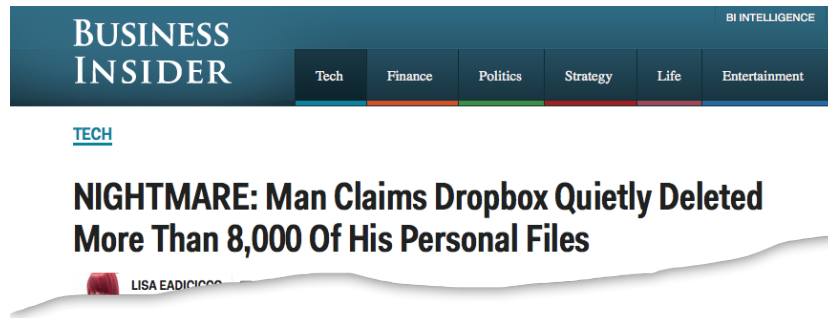 BI INTELLIGENCE
BUSINESS
INSIDER
Tech Finance Politics Strategy Life Entertainment
TECH
NIGHTMARE: Man Claims Dropbox Quietly Deleted
More Than 8,000 Of His Personal Files
LISA